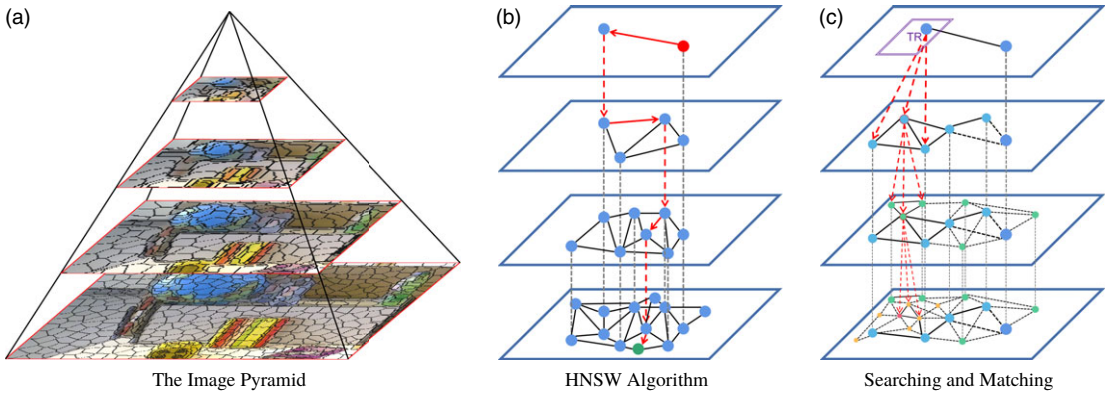 (a)
(b)
(c)
TR
The Image Pyramid
HNSW Algorithm
Searching and Matching